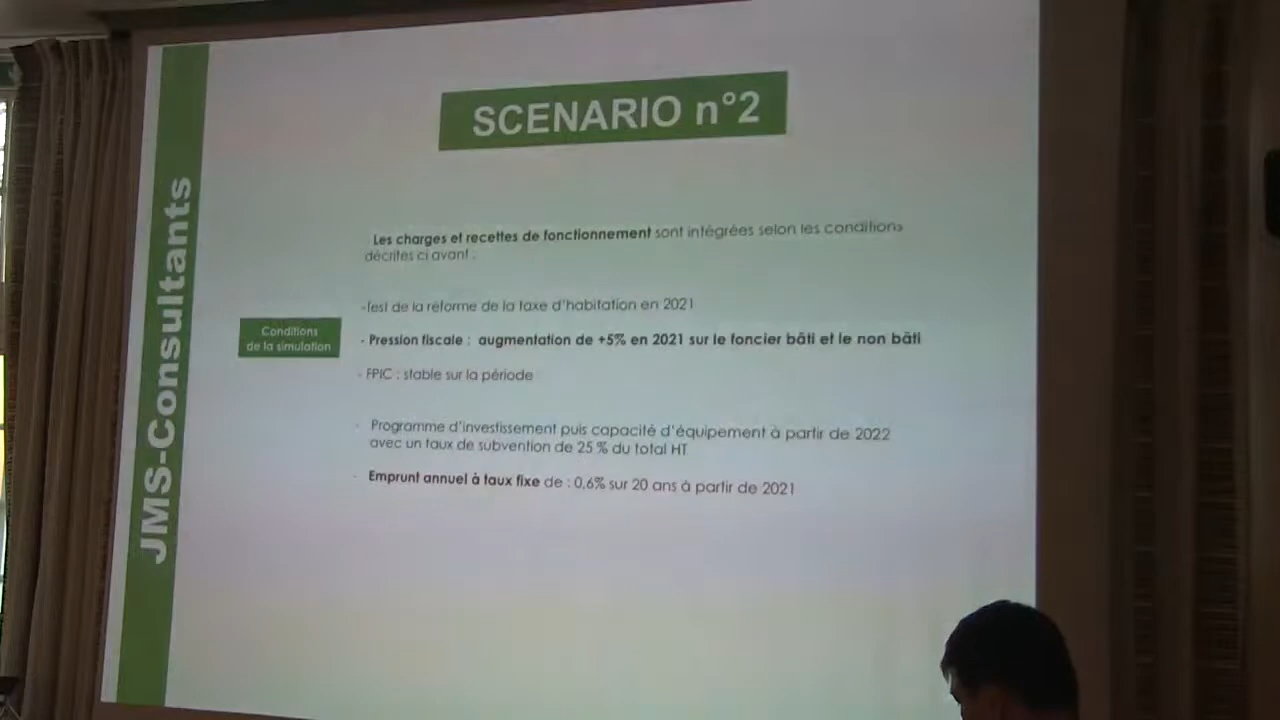 JMS-Consultants
SCENARIO n°2
Les charges et recettes de fonctionnement sont intégrées selon les conditions
décrites ci avant :
-Test de la réforme de la taxe d'habitation en 2021
Conditions
de la simulation
- Pression fiscale : augmentation de +5% en 2021 sur le foncier bâti et le non bâti
- FPIC : stable sur la période
- Programme d'investissement puis capacité d'équipement à partir de 2022
avec un taux de subvention de 25 % du total HT
- Emprunt annuel à taux fixe de : 0,6% sur 20 ans à partir de 2021